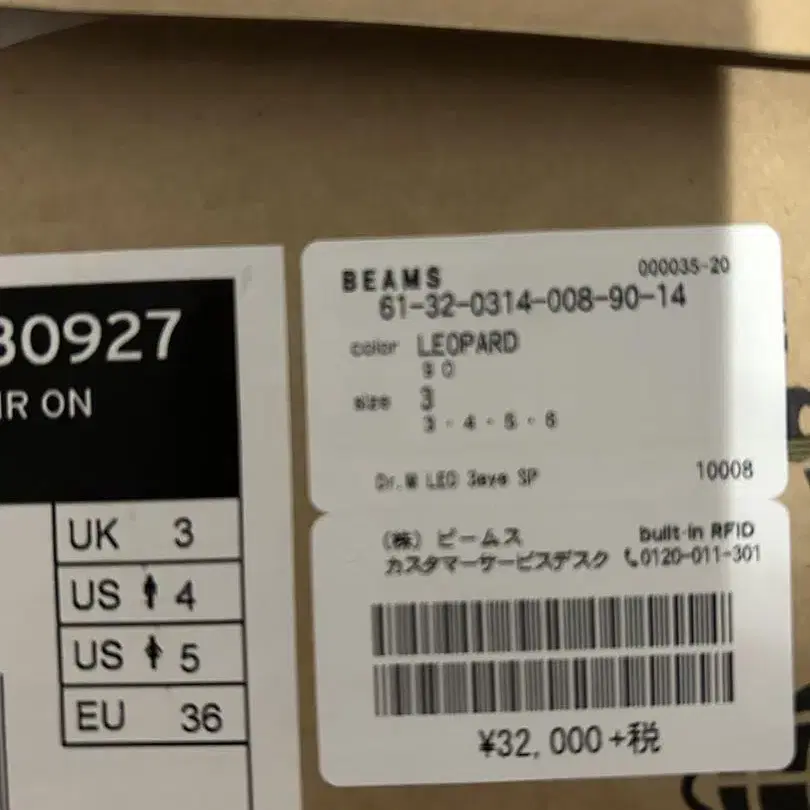 30927
IR ON
UK 3
US 4
US 5
EU 36
BEAMS 000035-20
61-32-0314-008-90-14
color LEOPARD
90
size 3
3・4・5・6
Dr.M LEO 3eye SP 10008
(株) ビームス built-in RFID
カスタマーサービスデスク 0120-011-301
¥32,000+税